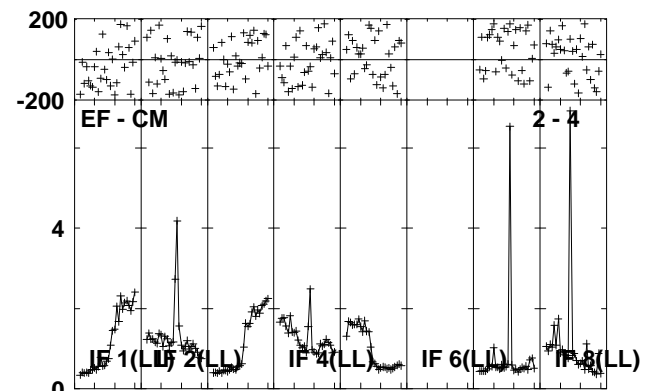 200
-200
EF - CM 2 - 4
4
IF 1(LL) IF 2(LL) IF 4(LL) IF 6(LL) IF 8(LL)
0